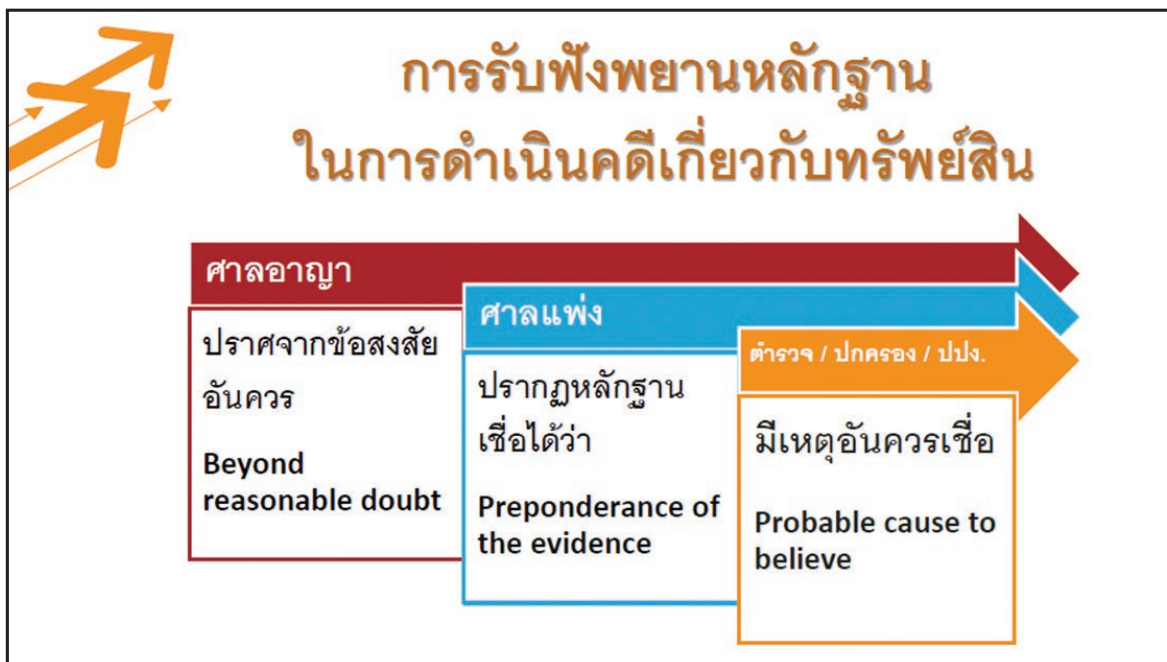 การรับฟังพยานหลักฐาน
ในการดำเนินคดีเกี่ยวกับทรัพย์สิน
ศาลอาญา
ปราศจากข้อสงสัย
อันควร
Beyond
reasonable doubt
ศาลแพ่ง
ปรากฏหลักฐาน
เชื่อได้ว่า
Preponderance of
the evidence
ตำรวจ / ปกครอง / ปปง.
มีเหตุอันควรเชื่อ
Probable cause to
believe